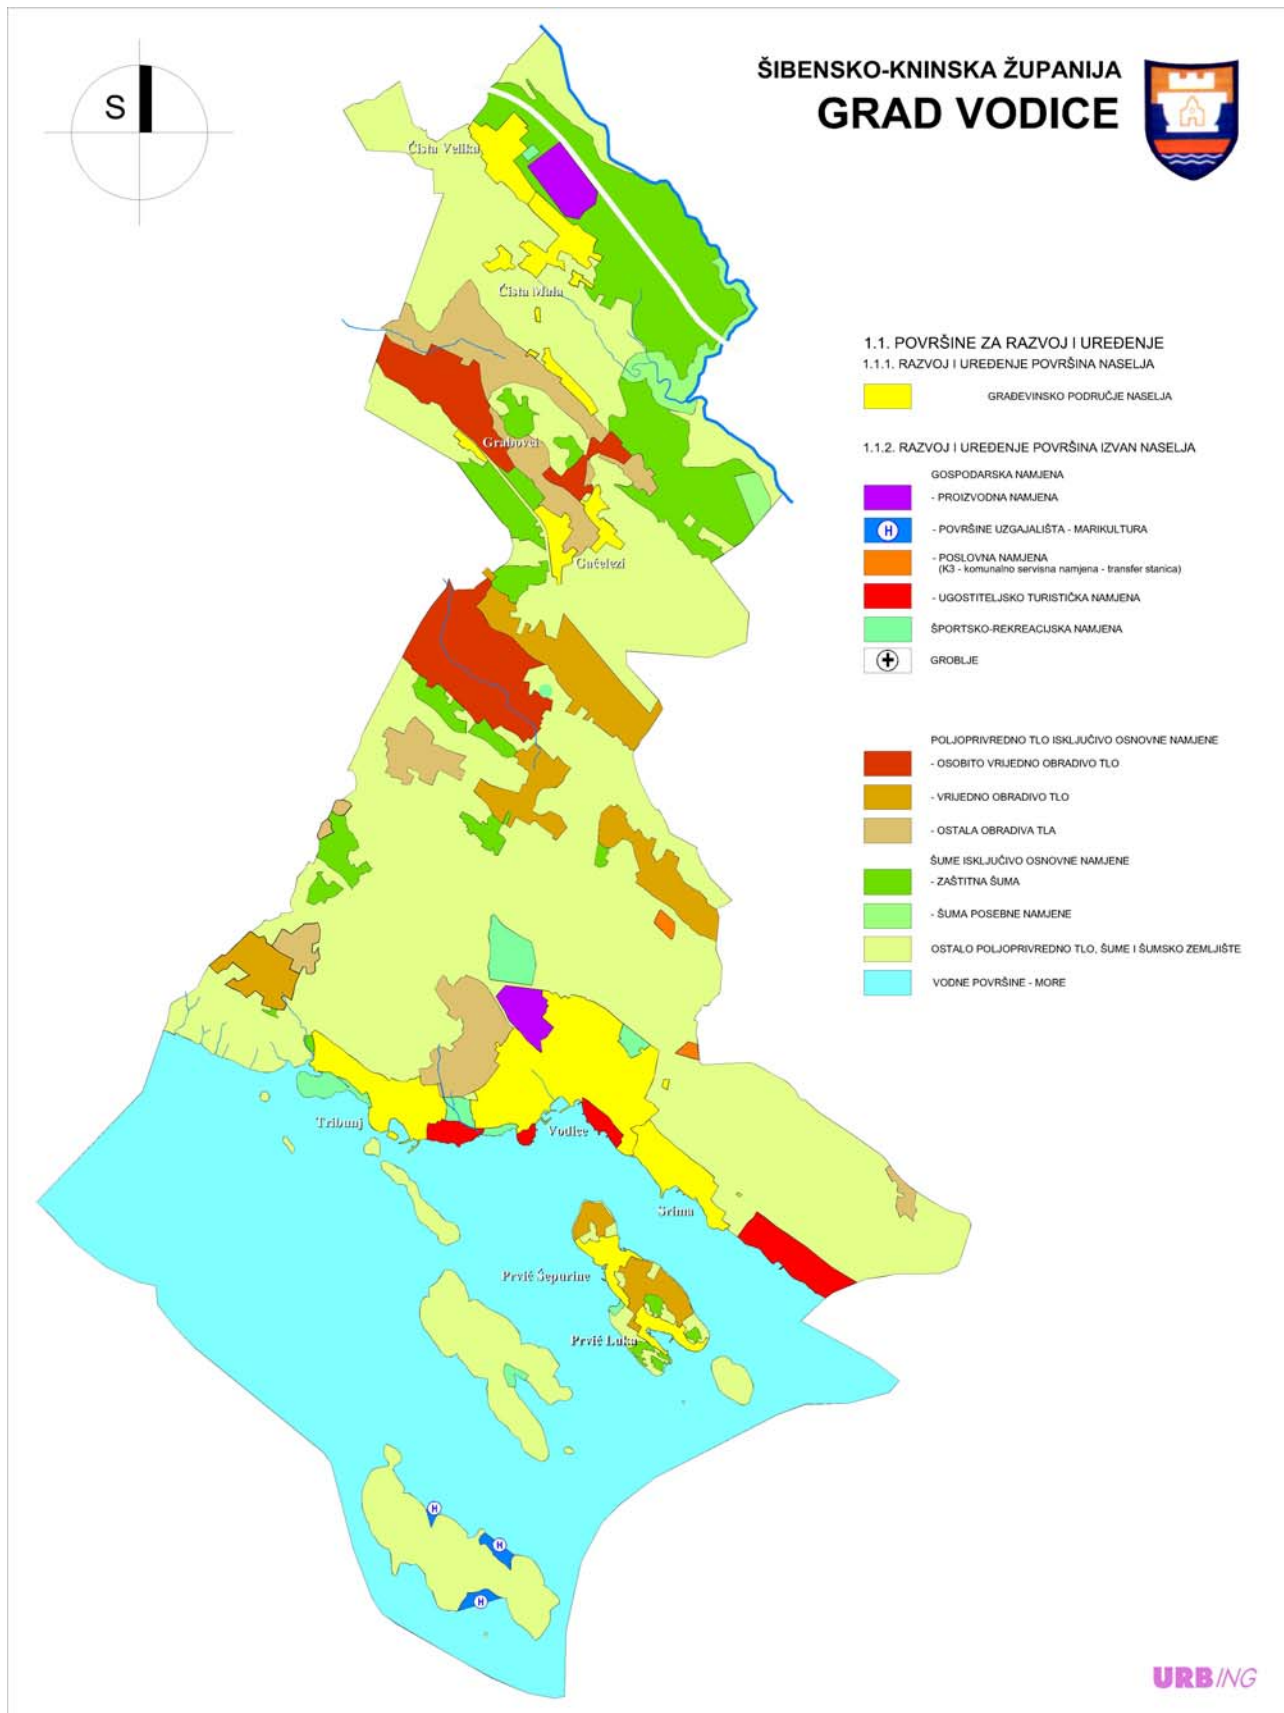 S
ŠIBENSKO-KNINSKA ŽUPANIJA
GRAD VODICE
Čista Velika
Čista Mala
Grabovci
Gaćelezi
Tribunj
Vodice
Srima
Prvić Šepurine
Prvić Luka
H
H
H
1.1. POVRŠINE ZA RAZVOJ I UREĐENJE
1.1.1. RAZVOJ I UREĐENJE POVRŠINA NASELJA
GRAĐEVINSKO PODRUČJE NASELJA
1.1.2. RAZVOJ I UREĐENJE POVRŠINA IZVAN NASELJA
GOSPODARSKA NAMJENA
- PROIZVODNA NAMJENA
H - POVRŠINE UZGAJALIŠTA - MARIKULTURA
- POSLOVNA NAMJENA
(K3 - komunalno servisna namjena - transfer stanica)
- UGOSTITELJSKO TURISTIČKA NAMJENA
ŠPORTSKO-REKREACIJSKA NAMJENA
GROBLJE
POLJOPRIVREDNO TLO ISKLJUČIVO OSNOVNE NAMJENE
- OSOBITO VRIJEDNO OBRADIVO TLO
- VRIJEDNO OBRADIVO TLO
- OSTALA OBRADIVA TLA
ŠUME ISKLJUČIVO OSNOVNE NAMJENE
- ZAŠTITNA ŠUMA
- ŠUMA POSEBNE NAMJENE
OSTALO POLJOPRIVREDNO TLO, ŠUME I ŠUMSKO ZEMLJIŠTE
VODNE POVRŠINE - MORE
URBING